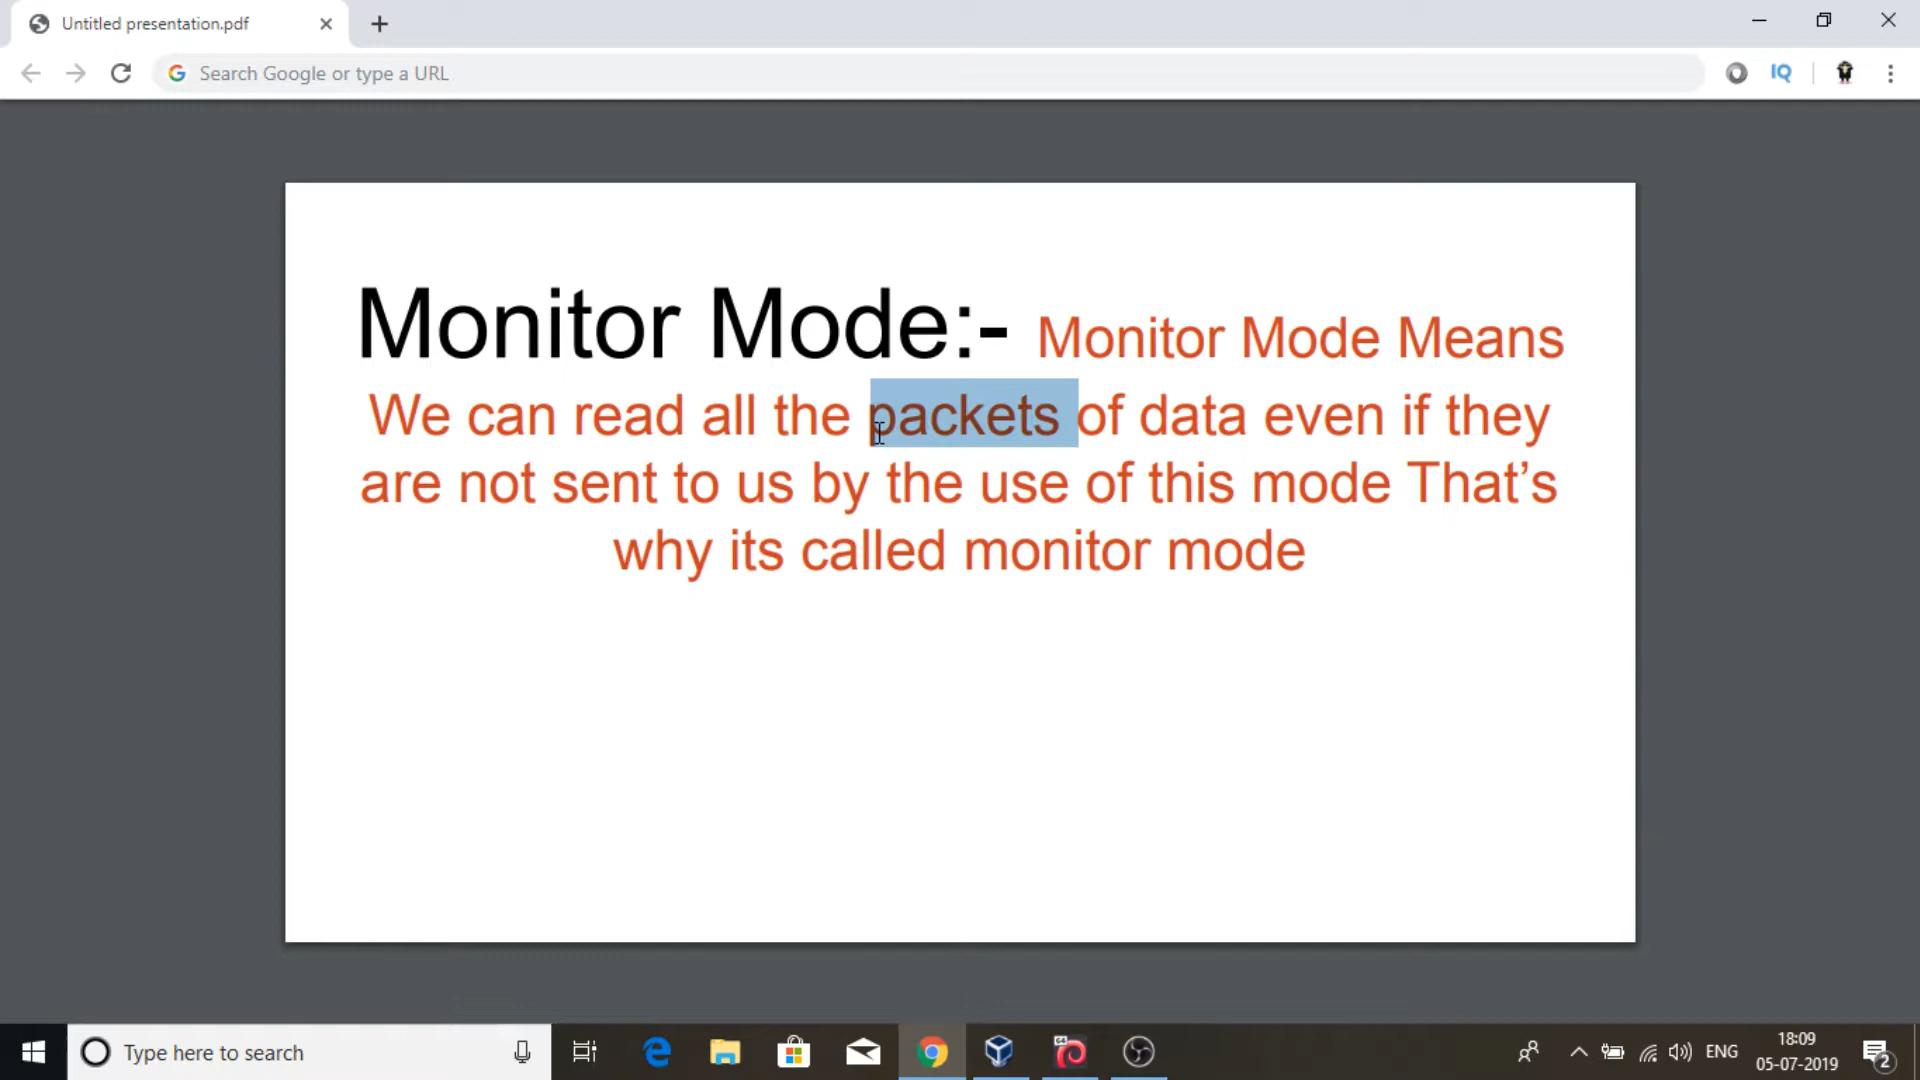 Untitled presentation.pdf
Search Google or type a URL
IQ
Monitor Mode:- Monitor Mode Means
We can read all the packets of data even if they
are not sent to us by the use of this mode That’s
why its called monitor mode
Type here to search
64
ENG
18:09
05-07-2019
2